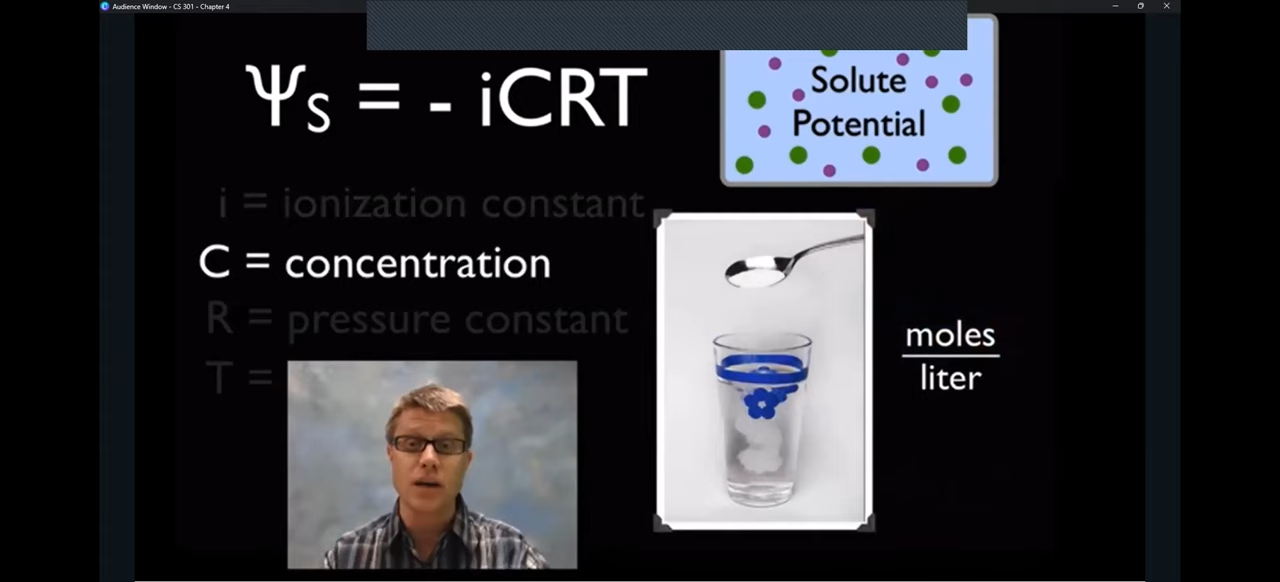 Audience Window - CS 301 - Chapter 4
Ψs = - iCRT
Solute
Potential
i = ionization constant
C = concentration
R = pressure constant
T =
moles
liter